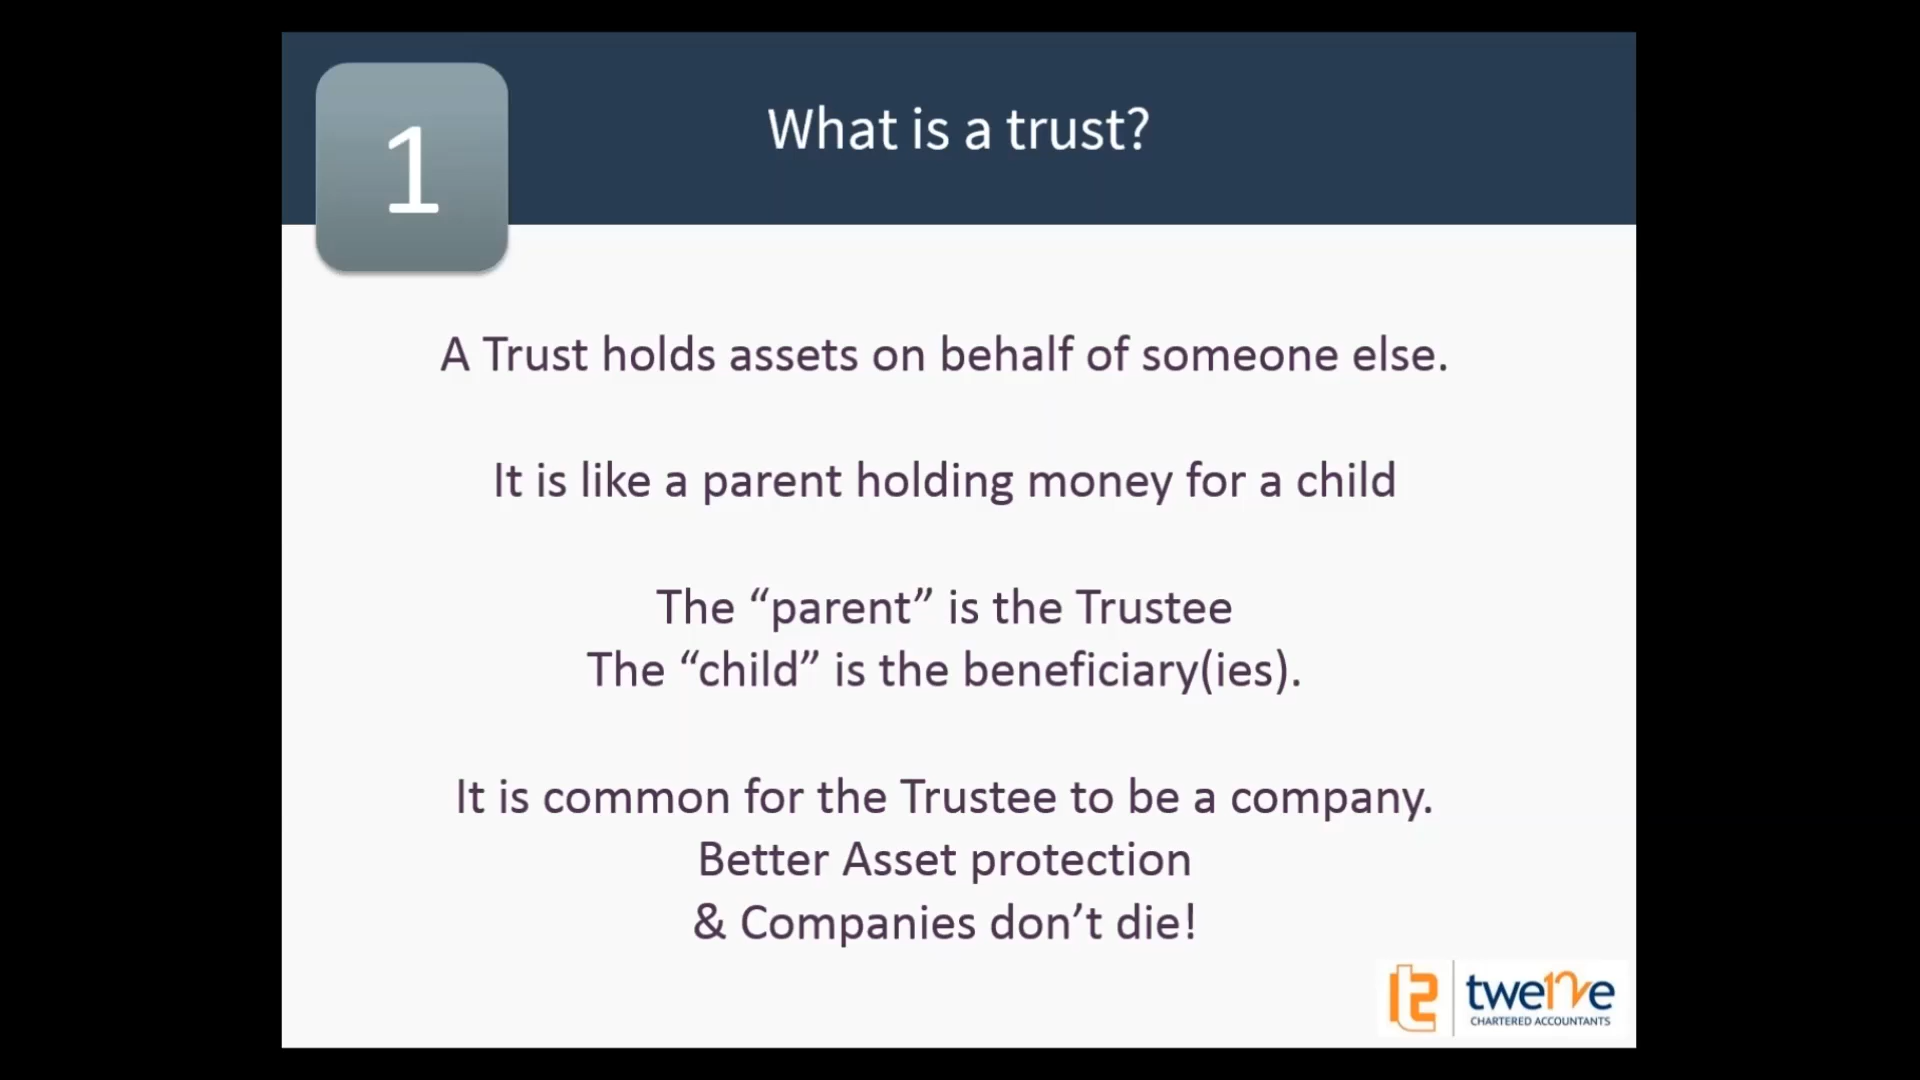 1
What is a trust?
A Trust holds assets on behalf of someone else.
It is like a parent holding money for a child
The “parent” is the Trustee
The “child” is the beneficiary(ies).
It is common for the Trustee to be a company.
Better Asset protection
& Companies don’t die!
t2
twe12ve
CHARTERED ACCOUNTANTS